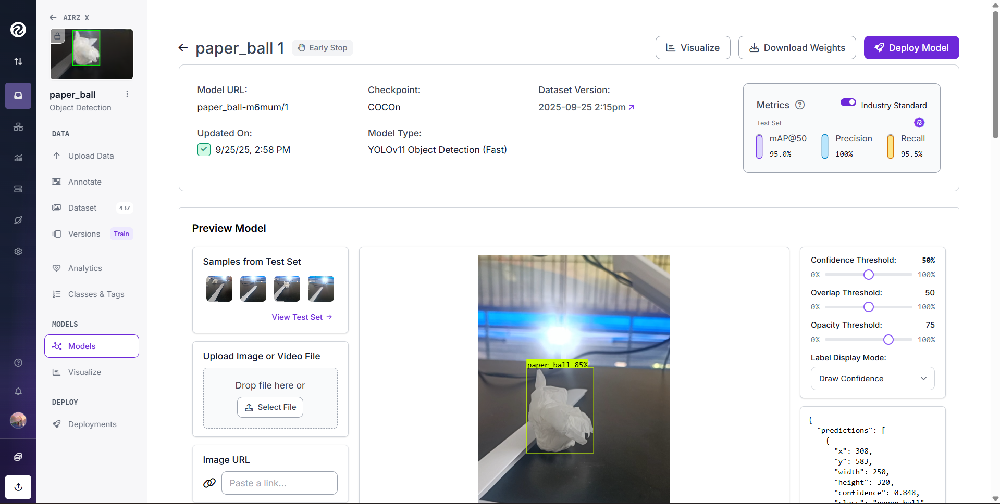 AIRZ X
paper_ball
Object Detection
DATA
Upload Data
Annotate
Dataset 437
Versions Train
Analytics
Classes & Tags
MODELS
Models
Visualize
DEPLOY
Deployments
paper_ball 1 Early Stop
Visualize
Download Weights
Deploy Model
Model URL:
paper_ball-m6mum/1
Checkpoint:
COCOn
Dataset Version:
2025-09-25 2:15pm
Updated On:
9/25/25, 2:58 PM
Model Type:
YOLOv11 Object Detection (Fast)
Metrics
Industry Standard
Test Set
mAP@50
95.0%
Precision
100%
Recall
95.5%
Preview Model
Samples from Test Set
View Test Set
Upload Image or Video File
Drop file here or
Select File
Image URL
Paste a link...
paper_ball 85%
Confidence Threshold: 50%
0% 100%
Overlap Threshold: 50
0% 100%
Opacity Threshold: 75
0% 100%
Label Display Mode:
Draw Confidence
{
"predictions": [
{
"x": 308,
"y": 583,
"width": 250,
"height": 320,
"confidence": 0.848,
"class": "paper_ball"